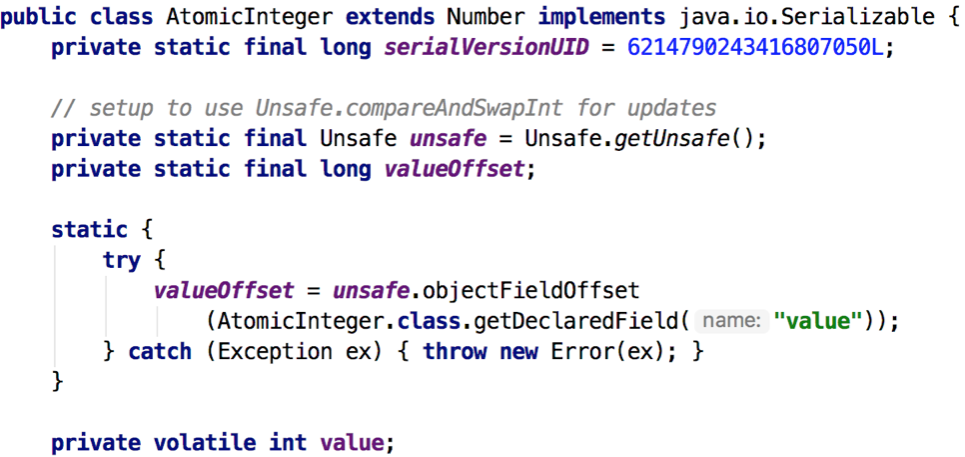 public class AtomicInteger extends Number implements java.io.Serializable {
private static final long serialVersionUID = 6214790243416807050L;
// setup to use Unsafe.compareAndSwapInt for updates
private static final Unsafe unsafe = Unsafe.getUnsafe();
private static final long valueOffset;
static {
try {
valueOffset = unsafe.objectFieldOffset
(AtomicInteger.class.getDeclaredField( name: "value"));
} catch (Exception ex) { throw new Error(ex); }
}
private volatile int value;